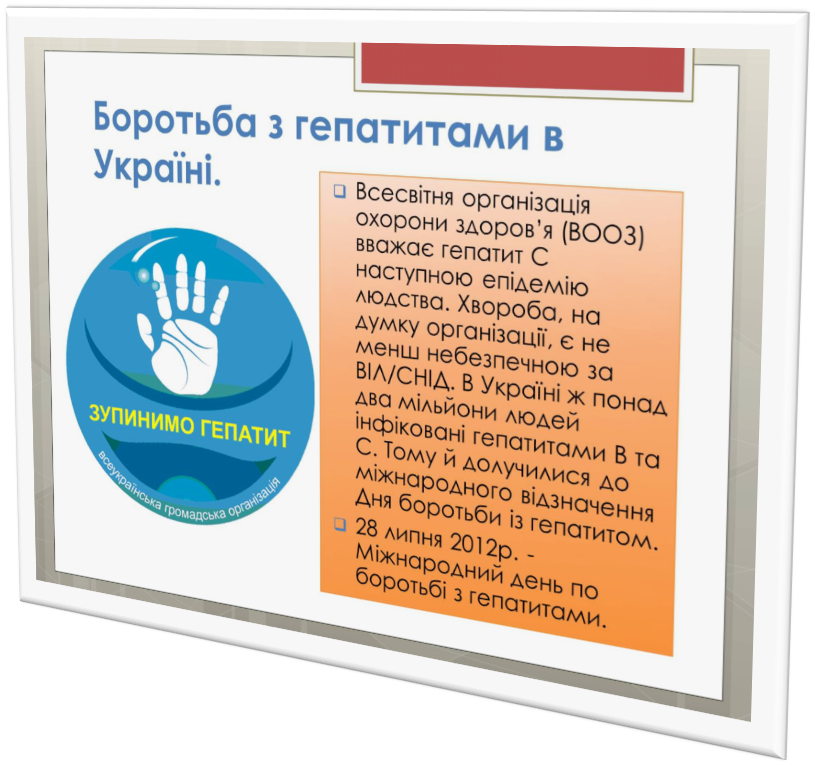 Боротьба з гепатитами в
Україні.
Всесвітня організація
охорони здоров’я (ВООЗ)
вважає гепатит С
наступною епідемію
людства. Хвороба, на
думку організації, є не
менш небезпечною за
ВІЛ/СНІД. В Україні ж понад
два мільйони людей
інфіковані гепатитами В та
С. Тому й долучилися до
міжнародного відзначення
Дня боротьби із гепатитом.
28 липня 2012р. -
Міжнародний день по
боротьбі з гепатитами.
ЗУПИНИМО ГЕПАТИТ
всеукраїнська громадська організація